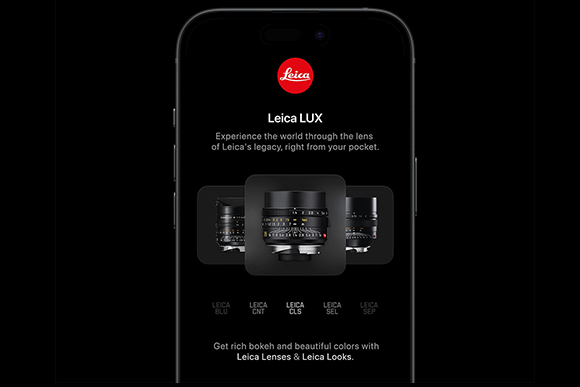 Leica
Leica LUX
Experience the world through the lens
of Leica's legacy, right from your pocket.
LEICA
BLU
LEICA
CNT
LEICA
CLS
LEICA
SEL
LEICA
SEP
Get rich bokeh and beautiful colors with
Leica Lenses & Leica Looks.